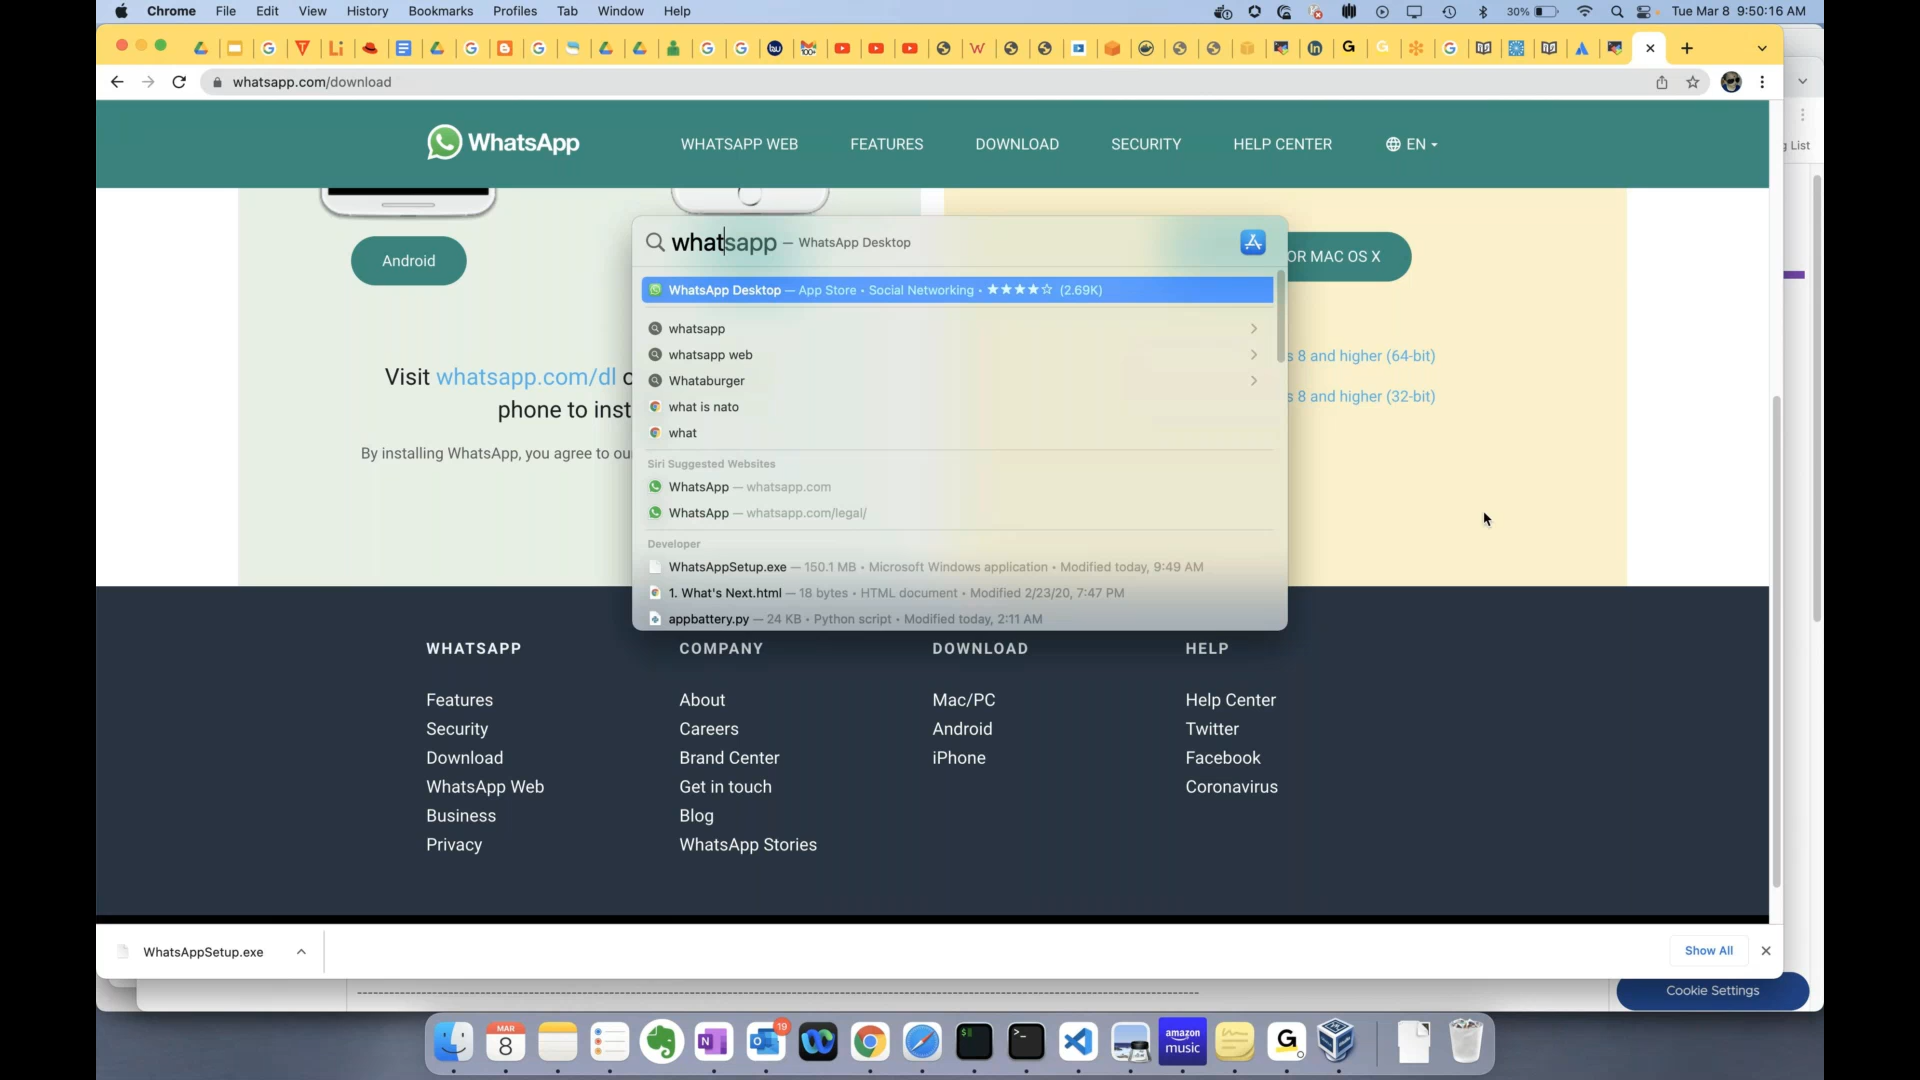 Chrome File Edit View History Bookmarks Profiles Tab Window Help
30% Tue Mar 8 9:50:16 AM
whatsapp.com/download
WhatsApp WHATSAPP WEB FEATURES DOWNLOAD SECURITY HELP CENTER EN
g List
whatsapp — WhatsApp Desktop
Android
OR MAC OS X
WhatsApp Desktop — App Store • Social Networking • ★★★★☆ (2.69K)
whatsapp
whatsapp web
Whataburger
what is nato
what
Siri Suggested Websites
WhatsApp — whatsapp.com
WhatsApp — whatsapp.com/legal/
Developer
WhatsAppSetup.exe — 150.1 MB • Microsoft Windows application • Modified today, 9:49 AM
1. What's Next.html — 18 bytes • HTML document • Modified 2/23/20, 7:47 PM
appbattery.py — 24 KB • Python script • Modified today, 2:11 AM
s 8 and higher (64-bit)
s 8 and higher (32-bit)
Visit whatsapp.com/dl
phone to inst
By installing WhatsApp, you agree to ou
WHATSAPP
Features
Security
Download
WhatsApp Web
Business
Privacy
COMPANY
About
Careers
Brand Center
Get in touch
Blog
WhatsApp Stories
DOWNLOAD
Mac/PC
Android
iPhone
HELP
Help Center
Twitter
Facebook
Coronavirus
WhatsAppSetup.exe
Show All
Cookie Settings
MAR
8
19
amazon
music